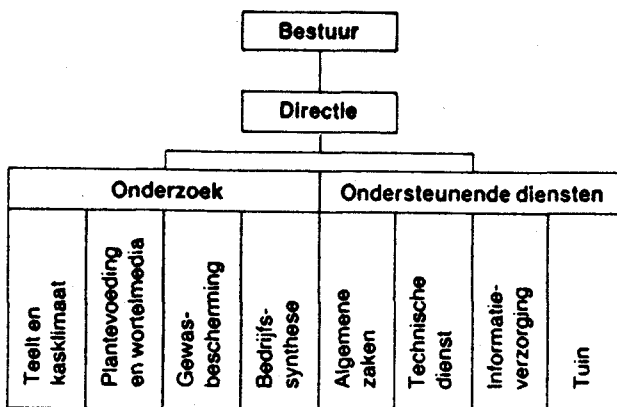 Bestuur
Directie
Onderzoek
Ondersteunende diensten
Teelt en
kasklimaat
Plantevoeding
en wortelmedia
Gewas-
bescherming
Bedrijfs-
synthese
Algemene
zaken
Technische
dienst
Informatie-
verzorging
Tuin